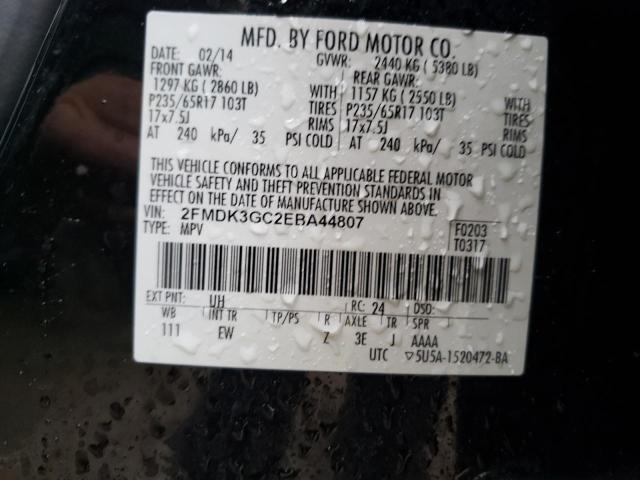 MFD. BY FORD MOTOR CO.
DATE: 02/14 GVWR: 2440 KG ( 5380 LB)
FRONT GAWR: REAR GAWR:
1297 KG ( 2860 LB) WITH 1157 KG ( 2550 LB) WITH
P235/65R17 103T TIRES P235/65R17 103T TIRES
17x7.5J RIMS 17x7.5J RIMS
AT 240 kPa/ 35 PSI COLD AT 240 kPa/ 35 PSI COLD
THIS VEHICLE CONFORMS TO ALL APPLICABLE FEDERAL MOTOR
VEHICLE SAFETY AND THEFT PREVENTION STANDARDS IN
EFFECT ON THE DATE OF MANUFACTURE SHOWN ABOVE.
VIN: 2FMDK3GC2EBA44807 F0203
TYPE: MPV T0317
EXT PNT: UH RC: 24 DSO:
WB INT TR TP/PS R AXLE TR SPR
111 EW Z 3E J AAAA
UTC ▽5U5A-1520472-BA